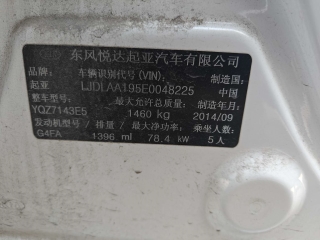 东风悦达起亚汽车有限公司
品牌: 车辆识别代号(VIN): 制造国:
起亚 LJDLAA195E0048225 中国
整车型号: 最大允许总质量: 制造年月:
YQZ7143E5 1460 kg 2014/09
发动机型号 / 排量 / 最大净功率: 乘坐人数:
G4FA 1396 ml 78.4 kW 5人